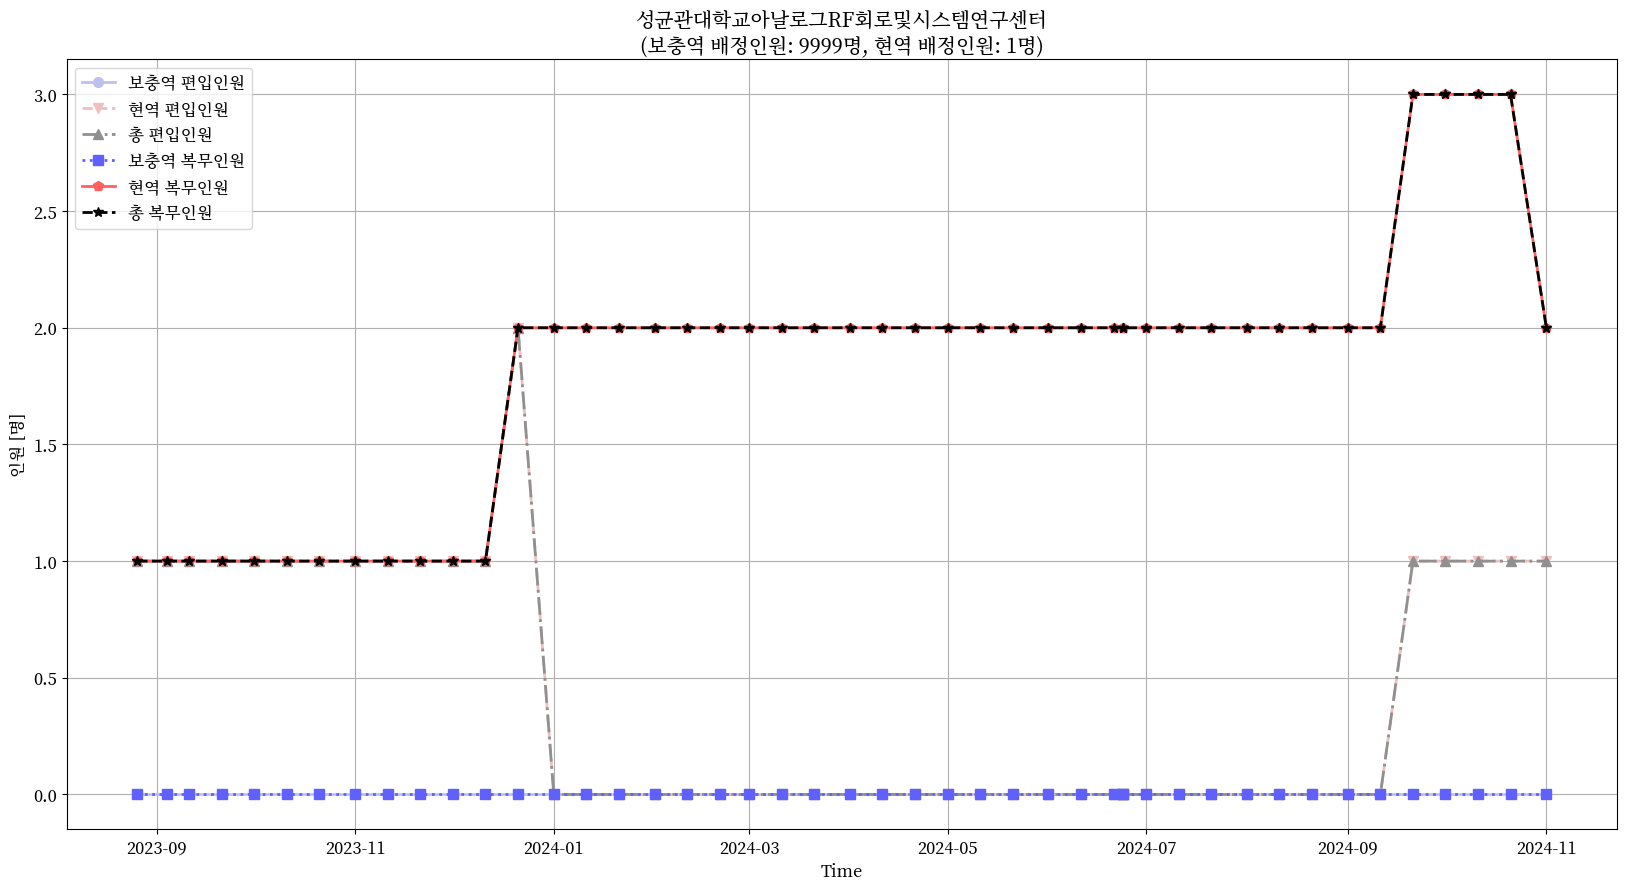 성균관대학교아날로그RF회로및시스템연구센터
(보충역 배정인원: 9999명, 현역 배정인원: 1명)
보충역 편입인원
현역 편입인원
총 편입인원
보충역 복무인원
현역 복무인원
총 복무인원
인원 [명]
3.0
2.5
2.0
1.5
1.0
0.5
0.0
2023-09
2023-11
2024-01
2024-03
2024-05
2024-07
2024-09
2024-11
Time